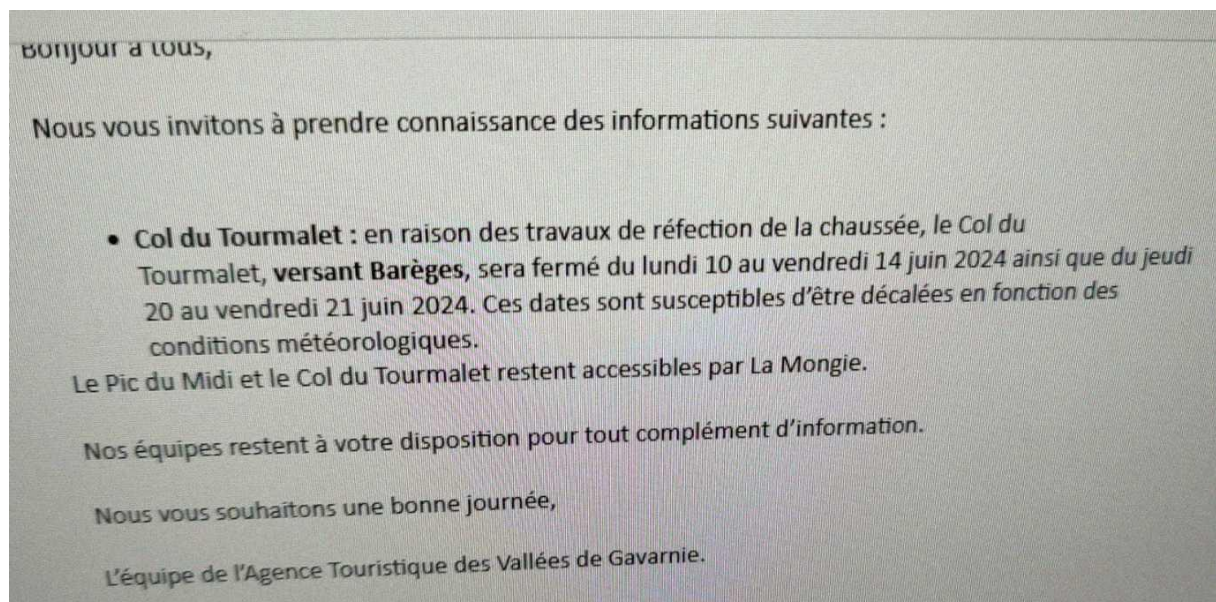 Bonjour à tous,
Nous vous invitons à prendre connaissance des informations suivantes :
• Col du Tourmalet : en raison des travaux de réfection de la chaussée, le Col du
Tourmalet, versant Barèges, sera fermé du lundi 10 au vendredi 14 juin 2024 ainsi que du jeudi
20 au vendredi 21 juin 2024. Ces dates sont susceptibles d’être décalées en fonction des
conditions météorologiques.
Le Pic du Midi et le Col du Tourmalet restent accessibles par La Mongie.
Nos équipes restent à votre disposition pour tout complément d’information.
Nous vous souhaitons une bonne journée,
L’équipe de l’Agence Touristique des Vallées de Gavarnie.